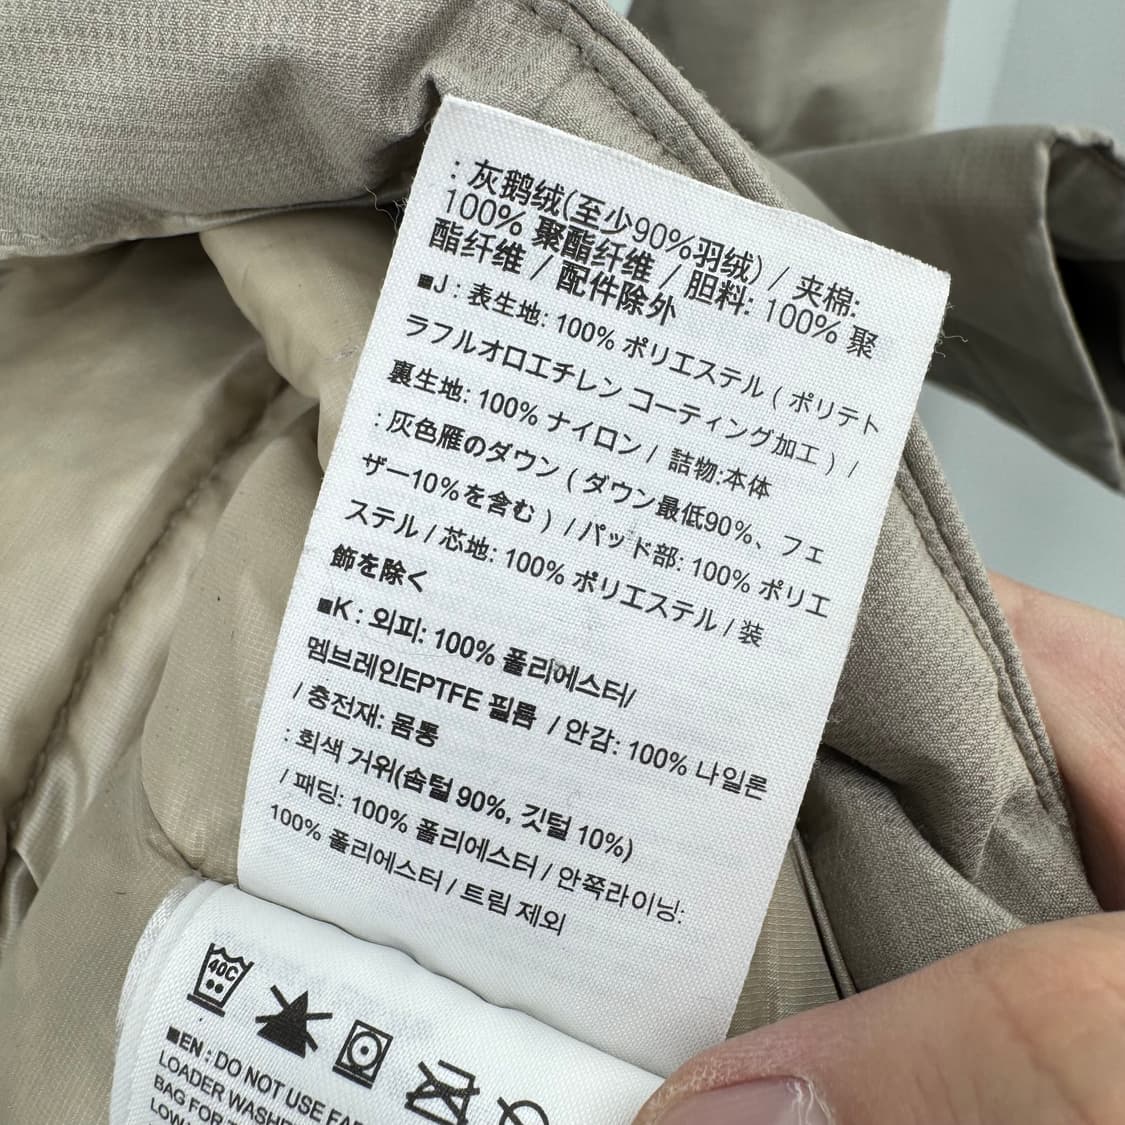 : 灰鹅绒(至少90%羽绒) / 夹棉:
100% 聚酯纤维 / 胆料: 100% 聚
酯纤维 / 配件除外
■J : 表生地: 100% ポリエステル ( ポリテト
ラフルオロエチレン コーティング加工 ) /
裏生地: 100% ナイロン / 詰物:本体
: 灰色雁のダウン ( ダウン最低90%、フェ
ザー10%を含む ) / パッド部: 100% ポリエ
ステル / 芯地: 100% ポリエステル / 装
飾を除く
■K : 외피: 100% 폴리에스터/
멤브레인EPTFE 필름 / 안감: 100% 나일론
/ 충전재: 몸통
: 회색 거위(솜털 90%, 깃털 10%)
/ 패딩: 100% 폴리에스터 / 안쪽라이닝:
100% 폴리에스터 / 트림 제외
40C
■EN : DO NOT USE FAB
LOADER WASHE
BAG FOR
LOW